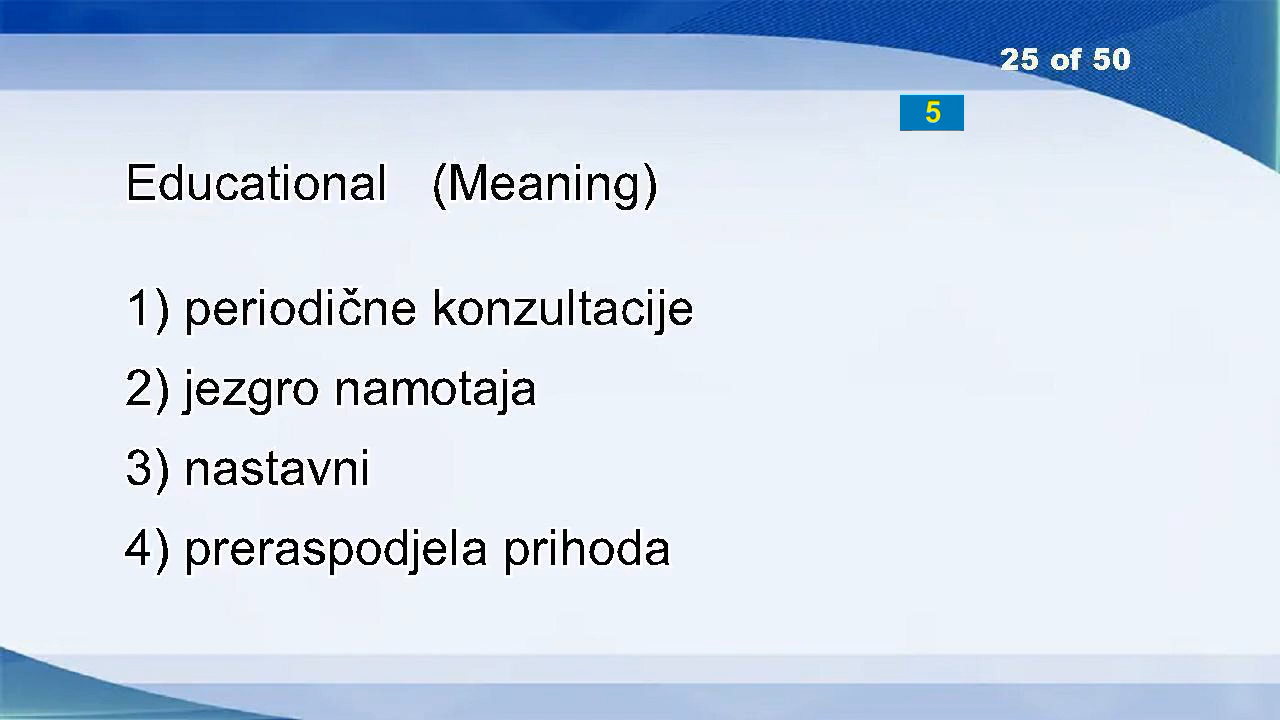 25 of 50
5
Educational (Meaning)
1) periodične konzultacije
2) jezgro namotaja
3) nastavni
4) preraspodjela prihoda